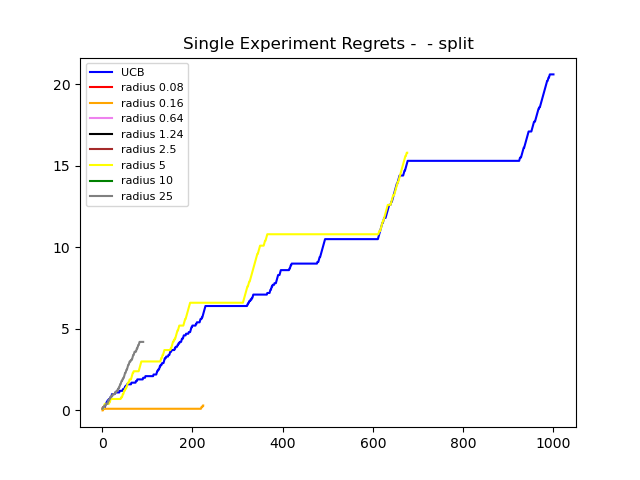 Single Experiment Regrets -  - split
UCB
radius 0.08
radius 0.16
radius 0.64
radius 1.24
radius 2.5
radius 5
radius 10
radius 25
20
15
10
5
0
0 200 400 600 800 1000